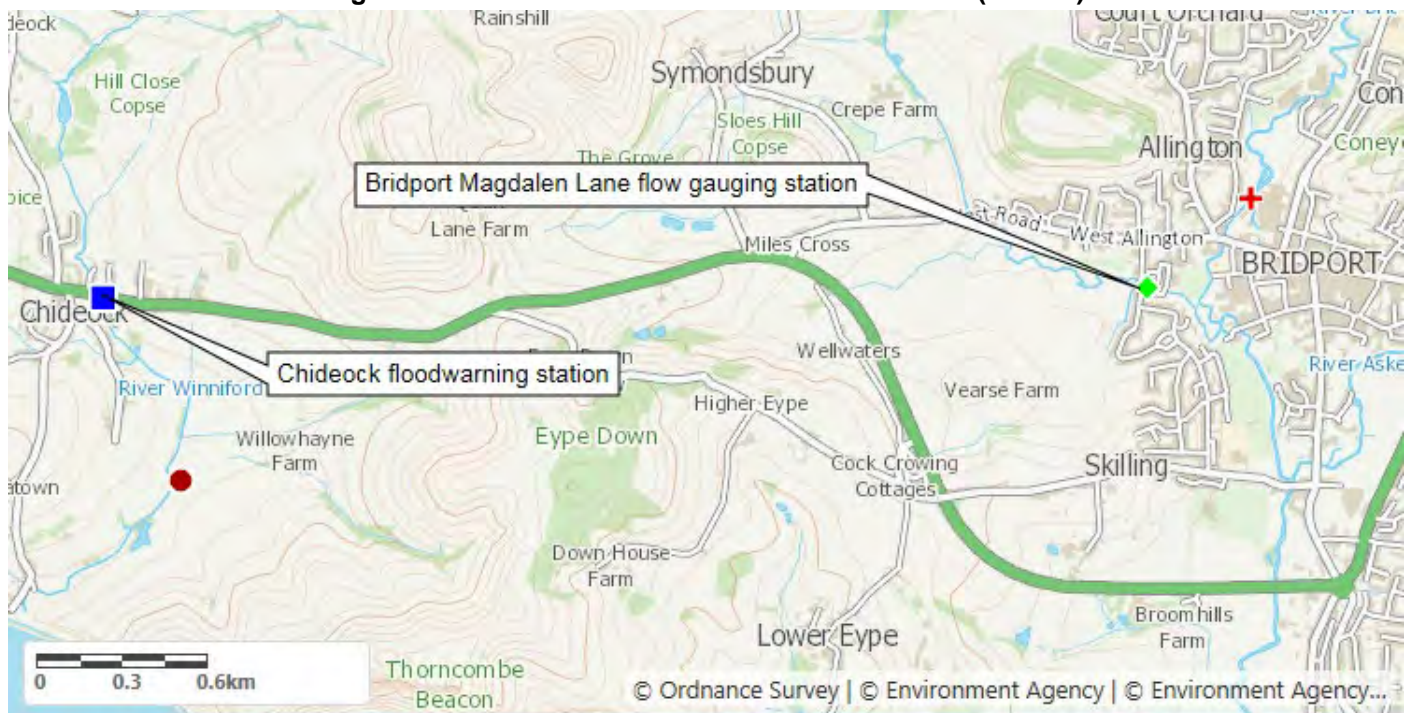 Rainshill
Court Orchard
Hill Close
Copse
Symondsbury
Crepe Farm
Sloes Hill
Copse
The Grove
Allington
Bridport Magdalen Lane flow gauging station
Lane Farm
Miles Cross
West Allington
BRIDPORT
Chideock
Chideock floodwarning station
River Winniford
Wellwaters
Vearse Farm
Higher Eype
Willowhayne
Farm
Eype Down
Cock Crowing
Cottages
Skilling
Down House
Farm
Broomhills
Farm
Lower Eype
Thorncombe
Beacon
0 0.3 0.6km
© Ordnance Survey | © Environment Agency | © Environment Agency...